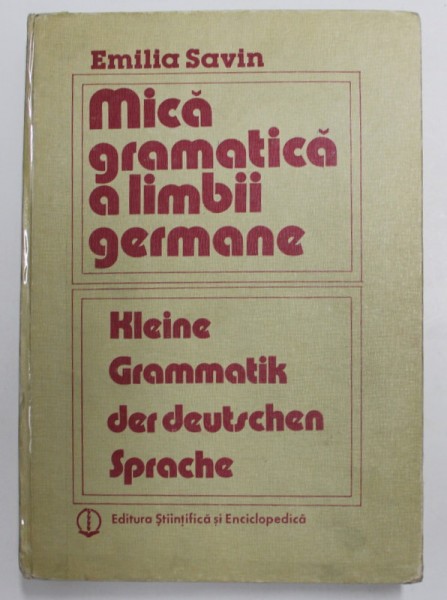 Emilia Savin
Mică
gramatică
a limbii
germane
Kleine
Grammatik
der deutschen
Sprache
Editura Științifică și Enciclopedică